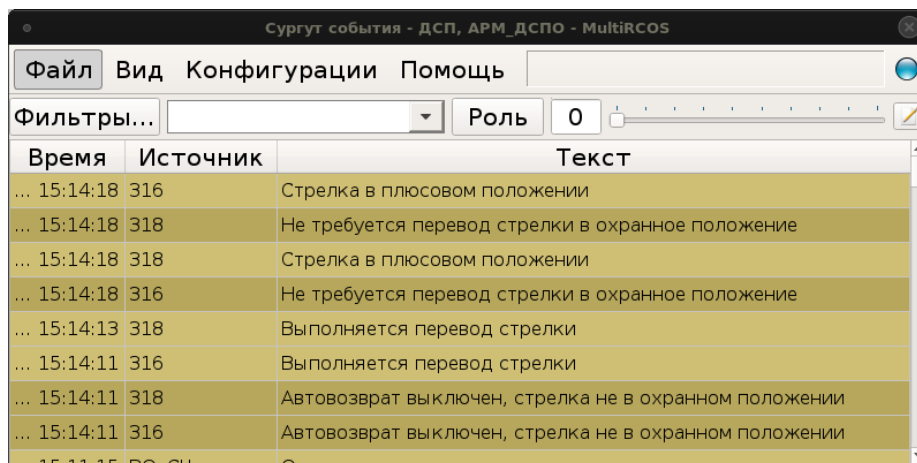 Сургут события - ДСП, АРМ_ДСПО - MultiRCOS
Файл Вид Конфигурации Помощь
Фильтры... Роль 0
Время Источник Текст
... 15:14:18 316 Стрелка в плюсовом положении
... 15:14:18 318 Не требуется перевод стрелки в охранное положение
... 15:14:18 318 Стрелка в плюсовом положении
... 15:14:18 316 Не требуется перевод стрелки в охранное положение
... 15:14:13 318 Выполняется перевод стрелки
... 15:14:11 316 Выполняется перевод стрелки
... 15:14:11 318 Автовозврат выключен, стрелка не в охранном положении
... 15:14:11 316 Автовозврат выключен, стрелка не в охранном положении